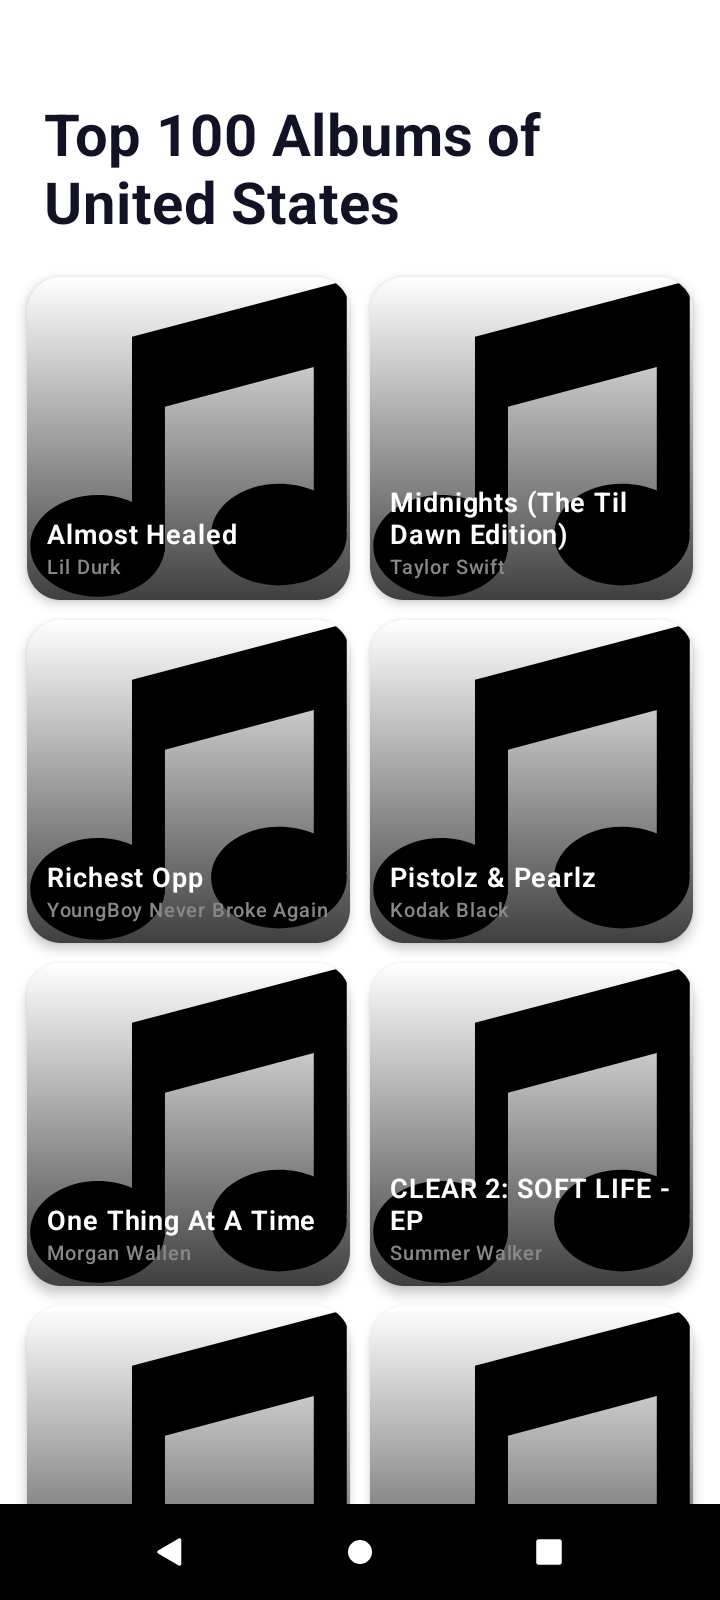 Top 100 Albums of
United States
Almost Healed
Lil Durk
Midnights (The Til
Dawn Edition)
Taylor Swift
Richest Opp
YoungBoy Never Broke Again
Pistolz & Pearlz
Kodak Black
One Thing At A Time
Morgan Wallen
CLEAR 2: SOFT LIFE -
EP
Summer Walker